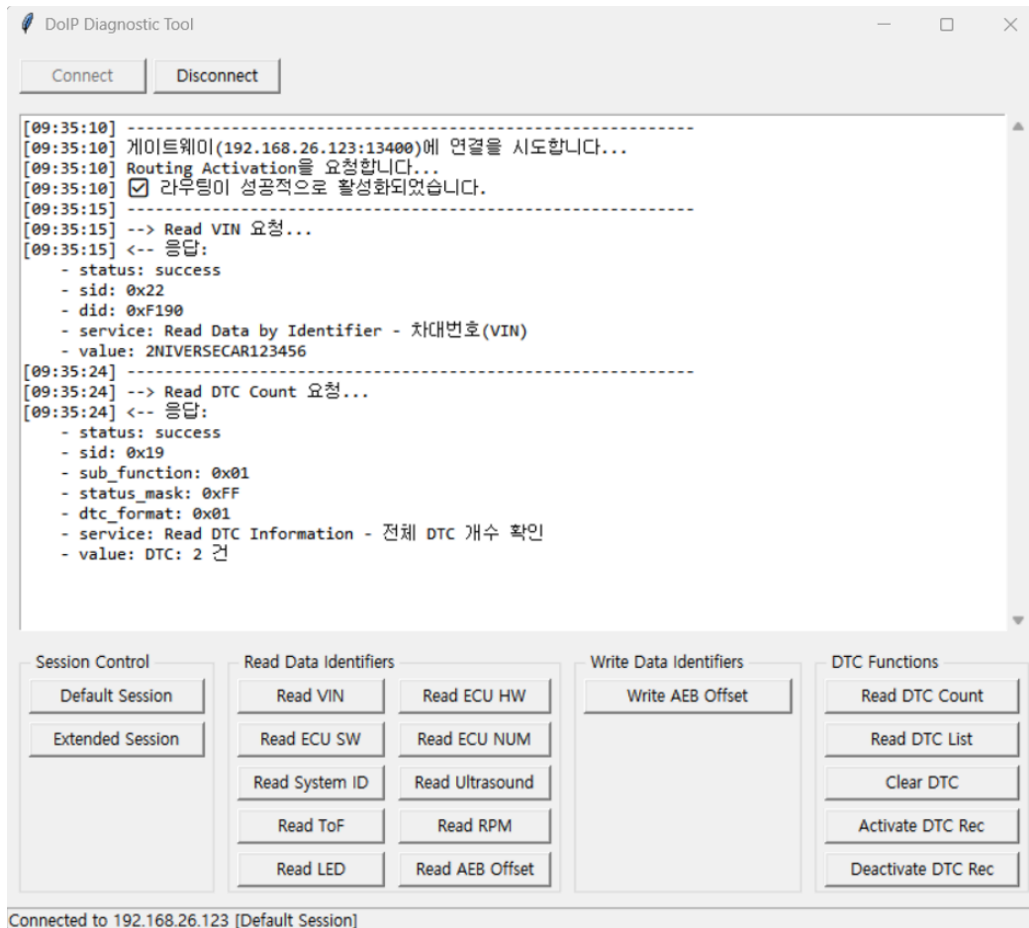 DoIP Diagnostic Tool
Connect Disconnect
[09:35:10] ------------------------------------------------------------
[09:35:10] 게이트웨이(192.168.26.123:13400)에 연결을 시도합니다...
[09:35:10] Routing Activation을 요청합니다...
[09:35:10] ☑ 라우팅이 성공적으로 활성화되었습니다.
[09:35:15] ------------------------------------------------------------
[09:35:15] --> Read VIN 요청...
[09:35:15] <-- 응답:
- status: success
- sid: 0x22
- did: 0xF190
- service: Read Data by Identifier - 차대번호(VIN)
- value: 2NIVERSECAR123456
[09:35:24] ------------------------------------------------------------
[09:35:24] --> Read DTC Count 요청...
[09:35:24] <-- 응답:
- status: success
- sid: 0x19
- sub_function: 0x01
- status_mask: 0xFF
- dtc_format: 0x01
- service: Read DTC Information - 전체 DTC 개수 확인
- value: DTC: 2 건
Session Control
Default Session
Extended Session
Read Data Identifiers
Read VIN Read ECU HW
Read ECU SW Read ECU NUM
Read System ID Read Ultrasound
Read ToF Read RPM
Read LED Read AEB Offset
Write Data Identifiers
Write AEB Offset
DTC Functions
Read DTC Count
Read DTC List
Clear DTC
Activate DTC Rec
Deactivate DTC Rec
Connected to 192.168.26.123 [Default Session]